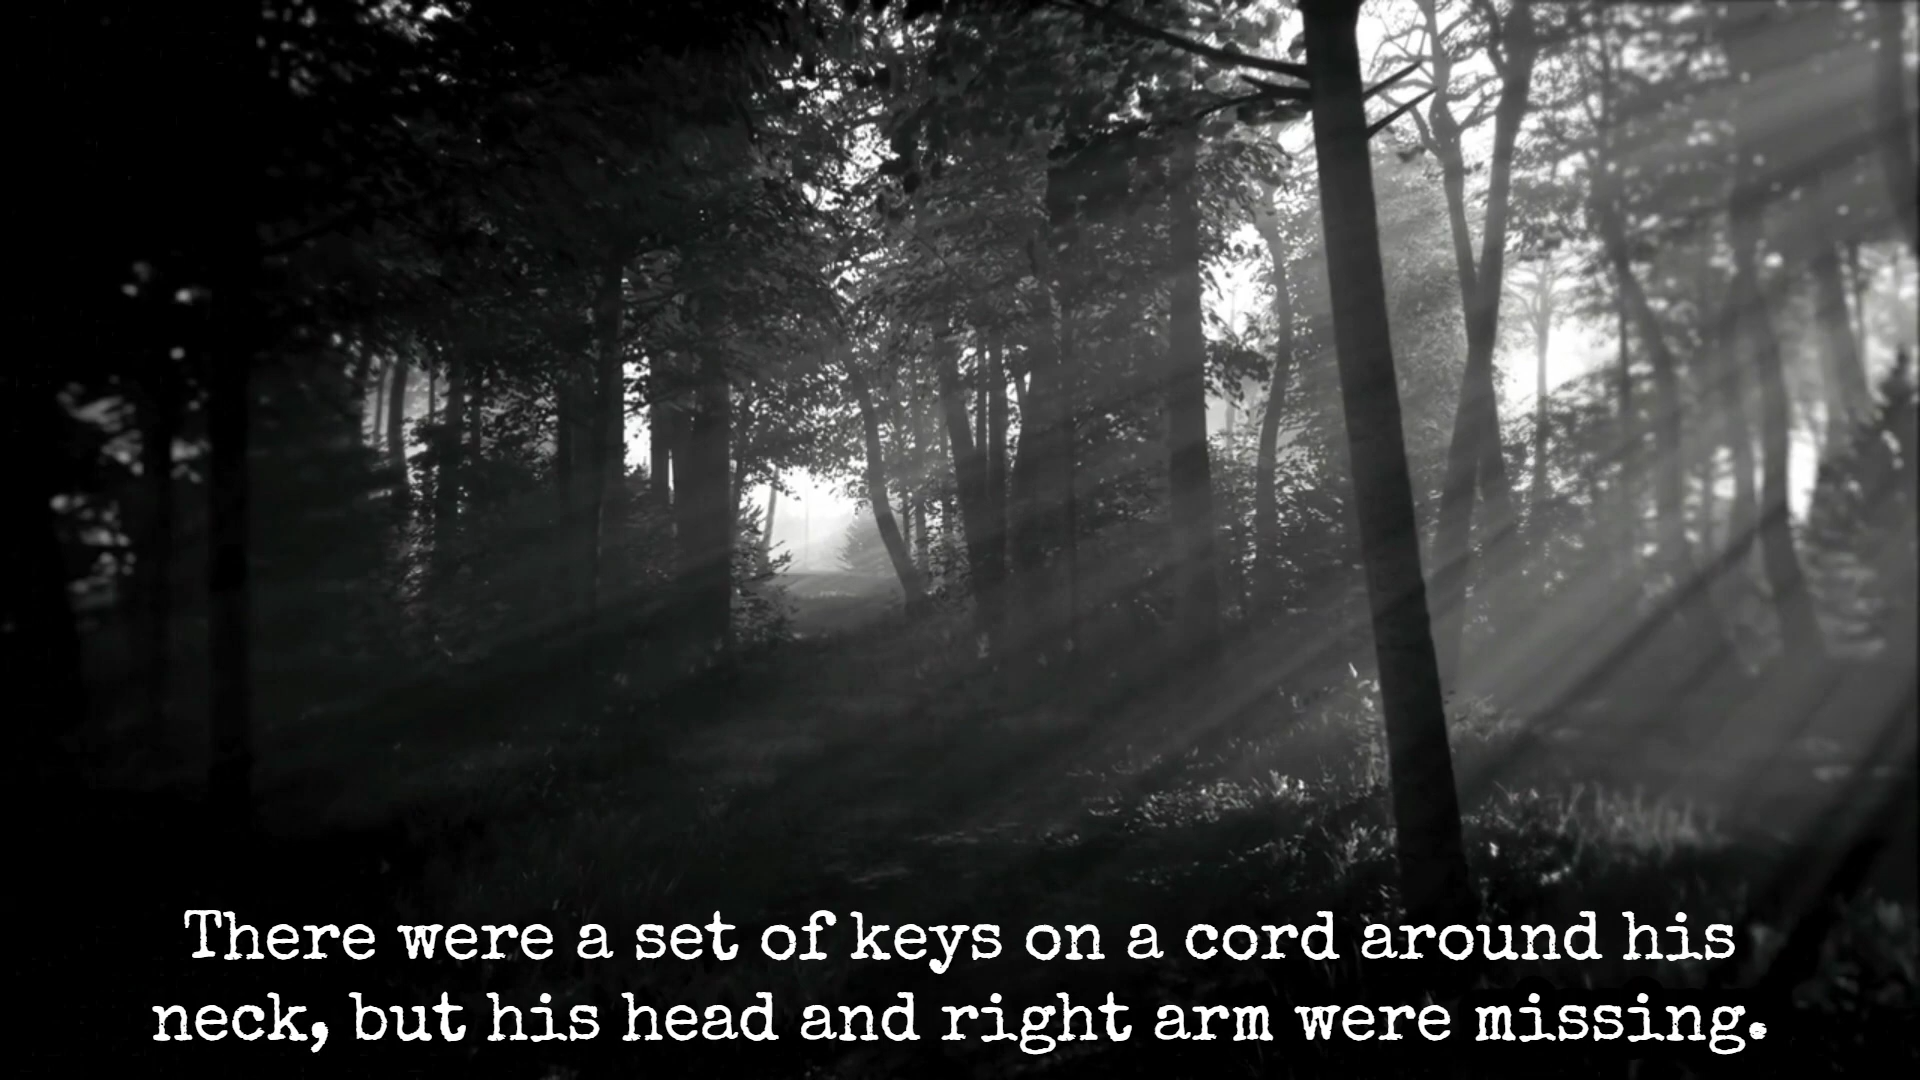 There were a set of keys on a cord around his
neck, but his head and right arm were missing.